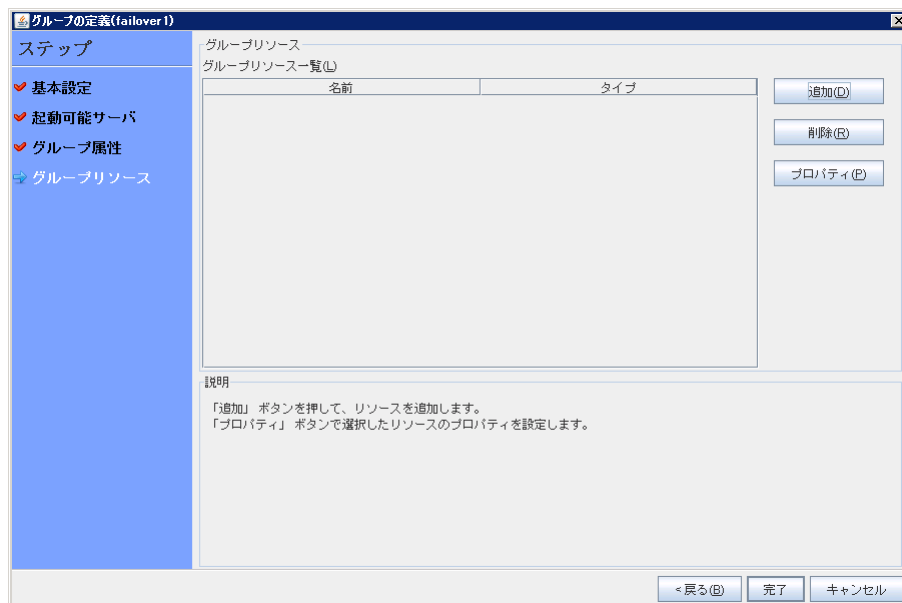 グループの定義(failover1)
ステップ
基本設定
起動可能サーバ
グループ属性
グループリソース
グループリソース
グループリソース一覧(L)
名前 タイプ
追加(D)
削除(R)
プロパティ(P)
説明
「追加」 ボタンを押して、リソースを追加します。
「プロパティ」 ボタンで選択したリソースのプロパティを設定します。
<戻る(B) 完了 キャンセル